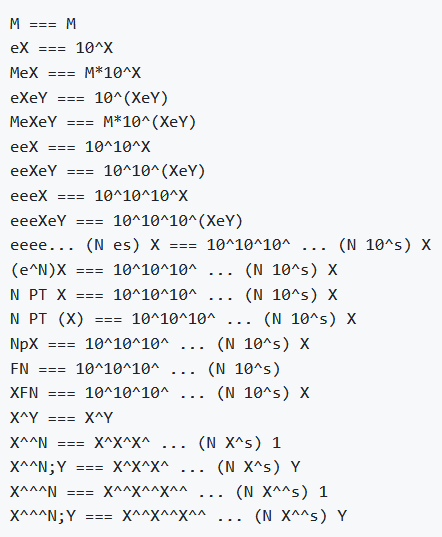 M === M
eX === 10^X
MeX === M*10^X
eXeY === 10^(XeY)
MeXeY === M*10^(XeY)
eeX === 10^10^X
eeXeY === 10^10^(XeY)
eeeX === 10^10^10^X
eeeXeY === 10^10^10^(XeY)
eeee... (N es) X === 10^10^10^ ... (N 10^s) X
(e^N)X === 10^10^10^ ... (N 10^s) X
N PT X === 10^10^10^ ... (N 10^s) X
N PT (X) === 10^10^10^ ... (N 10^s) X
NpX === 10^10^10^ ... (N 10^s) X
FN === 10^10^10^ ... (N 10^s)
XFN === 10^10^10^ ... (N 10^s) X
X^Y === X^Y
X^^N === X^X^X^ ... (N X^s) 1
X^^N;Y === X^X^X^ ... (N X^s) Y
X^^^N === X^^X^^X^^ ... (N X^^s) 1
X^^^N;Y === X^^X^^X^^ ... (N X^^s) Y